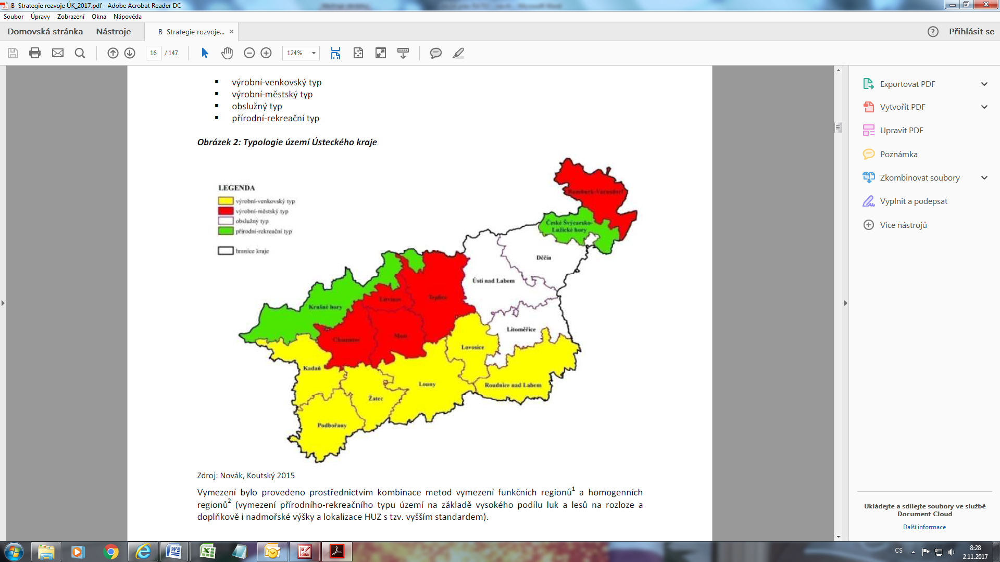 B Strategie rozvoje ÚK_2017.pdf - Adobe Acrobat Reader DC
Soubor Úpravy Zobrazení Okna Nápověda
Domovská stránka Nástroje B Strategie rozvoje... × Přihlásit se
16 / 147 124%
výrobní-venkovský typ
výrobní-městský typ
obslužný typ
přírodní-rekreační typ
Obrázek 2: Typologie území Ústeckého kraje
LEGENDA
výrobní-venkovský typ
výrobní-městský typ
obslužný typ
přírodní-rekreační typ
hranice kraje
Rumburk-Varnsdorf
České Švýcarsko-
Lužické hory
Děčín
Ústí nad Labem
Litvínov
Teplice
Krušné hory
Litoměřice
Chomutov
Most
Lovosice
Kadaň
Louny
Roudnice nad Labem
Žatec
Podbořany
Zdroj: Novák, Koutský 2015
Vymezení bylo provedeno prostřednictvím kombinace metod vymezení funkčních regionů1 a homogenních
regionů2 (vymezení přírodního-rekreačního typu území na základě vysokého podílu luk a lesů na rozloze a
doplňkově i nadmořské výšky a lokalizace HUZ s tzv. vyšším standardem).
Exportovat PDF
Vytvořit PDF
Upravit PDF
Poznámka
Zkombinovat soubory
Vyplnit a podepsat
Více nástrojů
Ukládejte a sdílejte soubory ve službě
Document Cloud
Další informace
CS
8:28
2.11.2017